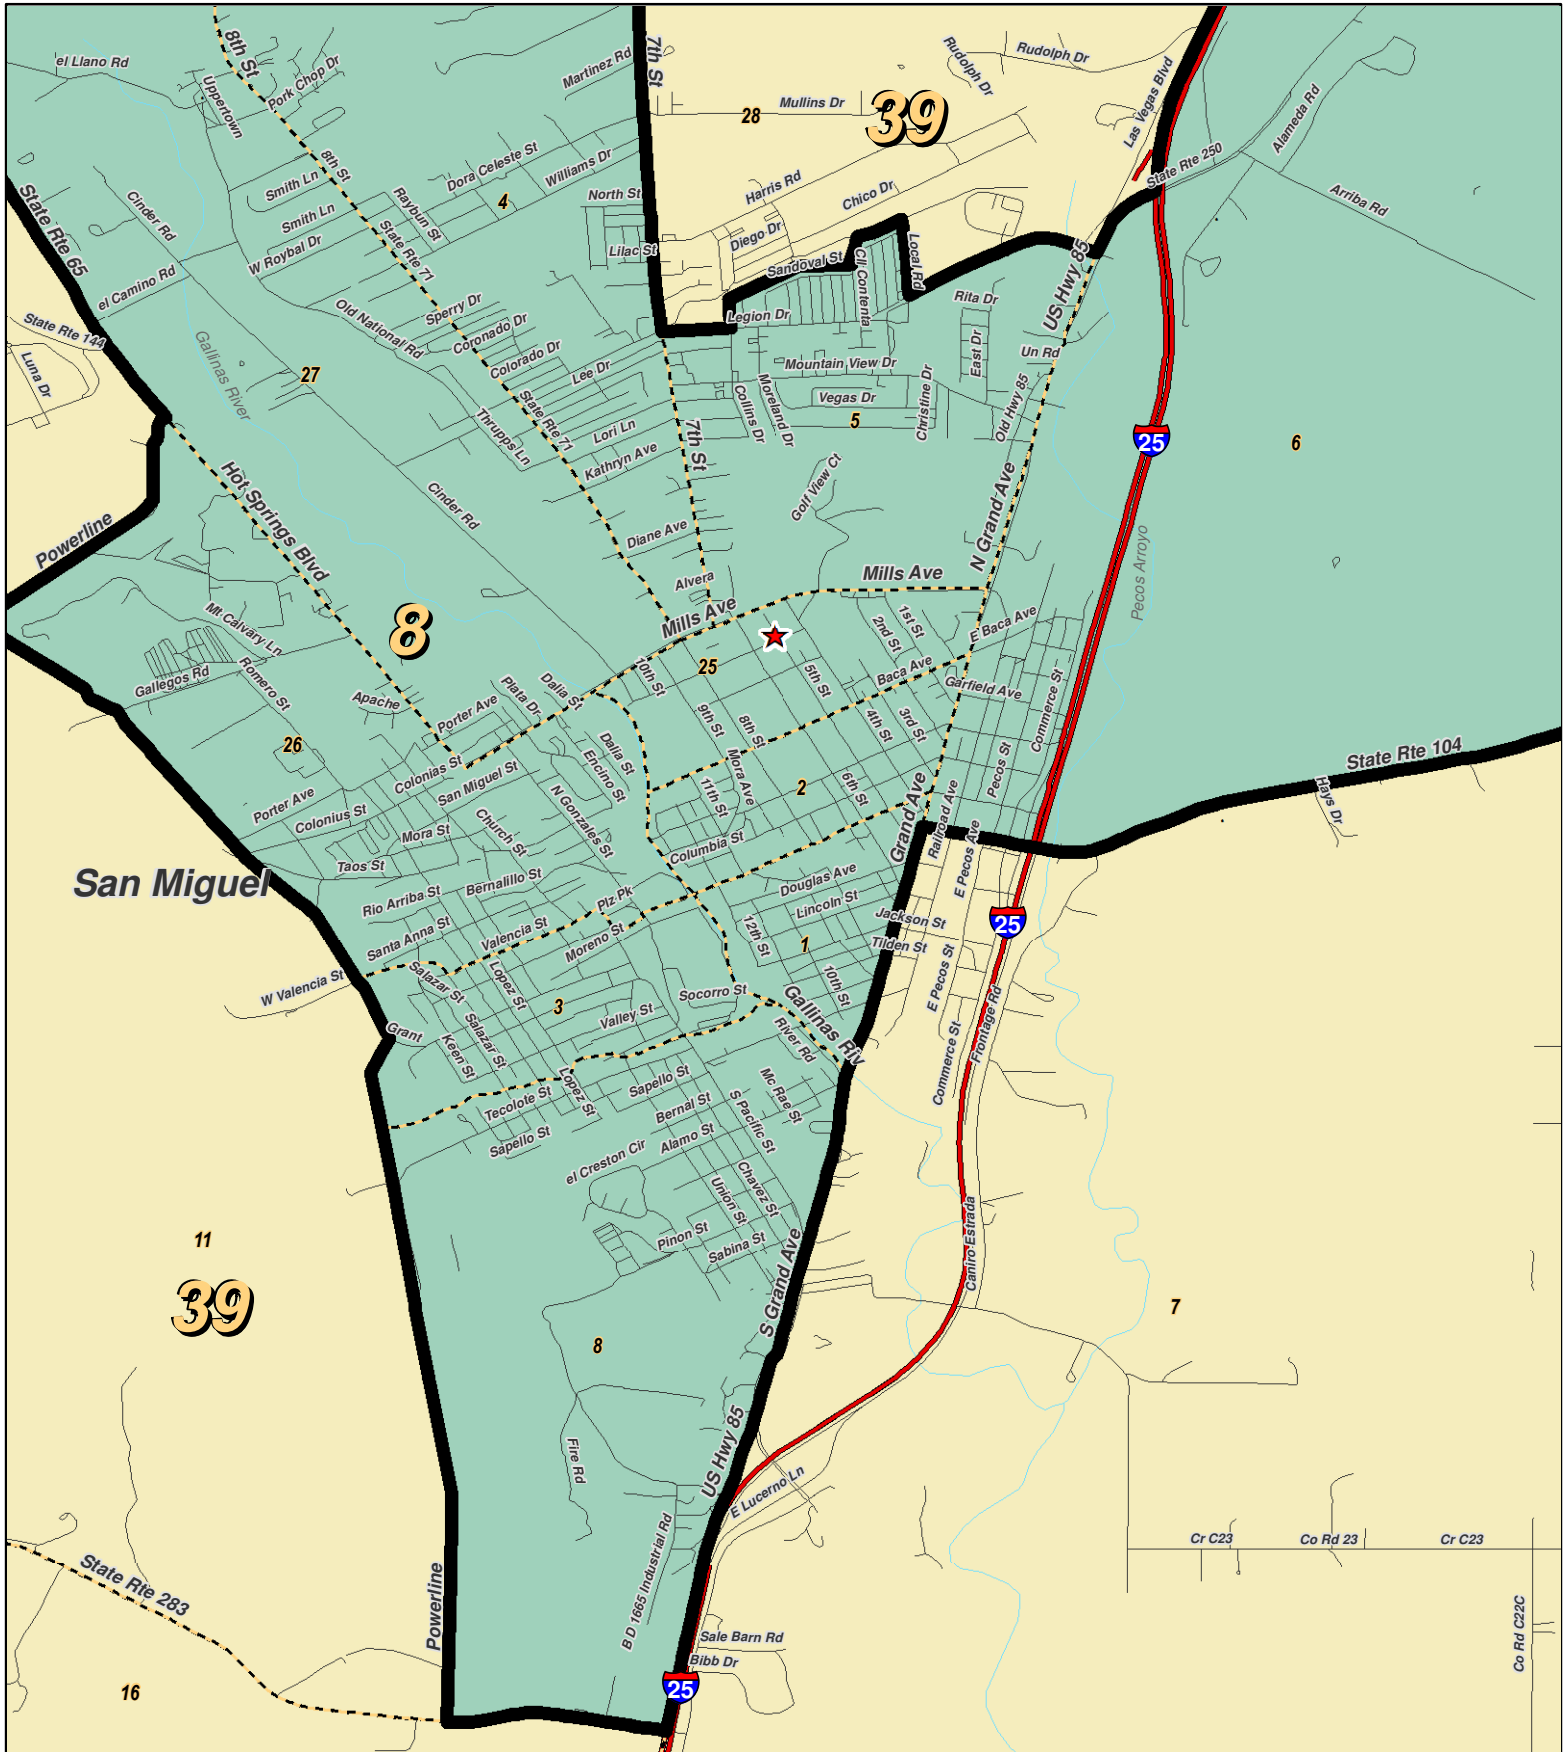 el Llano Rd
8th St
Pork Chop Dr
Uppertown
Martinez Rd
7th St
Rudolph Dr
Rudolph Dr
Las Vegas Blvd
Mullins Dr
28
39
Alameda Rd
State Rte 250
Arriba Rd
State Rte 65
Cinder Rd
Smith Ln
8th St
Dora Celeste St
Williams Dr
4
Raybun St
North St
Harris Rd
Chico Dr
Smith Ln
W Roybal Dr
State Rte 71
Lilac St
Diego Dr
Sandoval St
Cll Contenta
Local Rd
US Hwy 85
el Camino Rd
State Rte 144
Luna Dr
Gallinas River
Old National Rd
Sperry Dr
Coronado Dr
Colorado Dr
Lee Dr
Legion Dr
Rita Dr
East Dr
Un Rd
Mountain View Dr
27
Thrupps Ln
State Rte 71
Lori Ln
Kathryn Ave
7th St
Collins Dr
Moreland Dr
Vegas Dr
5
Christine Dr
Old Hwy 85
25
6
Hot Springs Blvd
Cinder Rd
Golf View Ct
N Grand Ave
Powerline
Diane Ave
Pecos Arroyo
Alvera
Mills Ave
Mills Ave
8
Mt Calvary Ln
Gallegos Rd
Romero St
1st St
2nd St
E Baca Ave
25
10th St
5th St
Baca Ave
Garfield Ave
Commerce St
Apache
Porter Ave
Plata Dr
Dalia St
9th St
8th St
4th St
3rd St
26
Dalia St
Encino St
State Rte 104
Colonias St
San Miguel St
N Gonzales St
Mora Ave
11th St
2
6th St
Pecos St
Hays Dr
Porter Ave
Colonius St
Mora St
Church St
Columbia St
Grand Ave
Railroad Ave
E Pecos Ave
San Miguel
Taos St
Bernalillo St
Rio Arriba St
Plz Pk
Douglas Ave
Lincoln St
Jackson St
25
Santa Anna St
Valencia St
Moreno St
12th St
1
Tilden St
W Valencia St
Salazar St
Lopez St
10th St
E Pecos St
3
Socorro St
Gallinas Riv
Grant
Keen St
Salazar St
Valley St
River Rd
Frontage Rd
Commerce St
Tecolote St
Lopez St
Sapello St
Mc Rae St
Bernal St
S Pacific St
Sapello St
el Creston Cir
Alamo St
Chavez St
Union St
11
Pinon St
Sabina St
Caniro Estrada
39
S Grand Ave
7
8
Fire Rd
US Hwy 85
E Lucerno Ln
Cr C23
Co Rd 23
Cr C23
State Rte 283
Powerline
B D 1665 Industrial Rd
Sale Barn Rd
Bibb Dr
Co Rd C22C
16
25